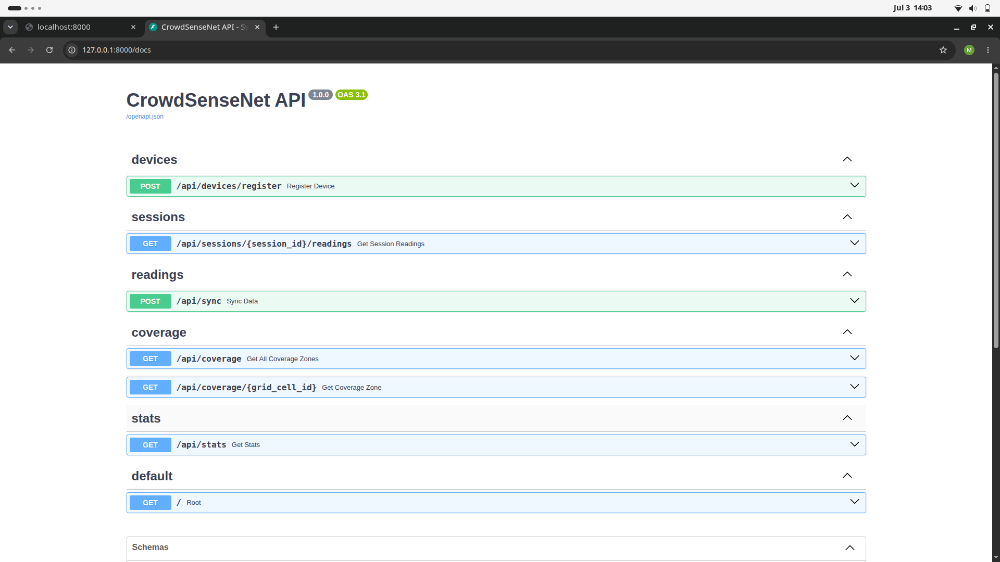 Jul 3 14:03
localhost:8000
CrowdSenseNet API - Sw
127.0.0.1:8000/docs
M
CrowdSenseNet API 1.0.0 OAS 3.1
/openapi.json
devices
POST /api/devices/register Register Device
sessions
GET /api/sessions/{session_id}/readings Get Session Readings
readings
POST /api/sync Sync Data
coverage
GET /api/coverage Get All Coverage Zones
GET /api/coverage/{grid_cell_id} Get Coverage Zone
stats
GET /api/stats Get Stats
default
GET / Root
Schemas